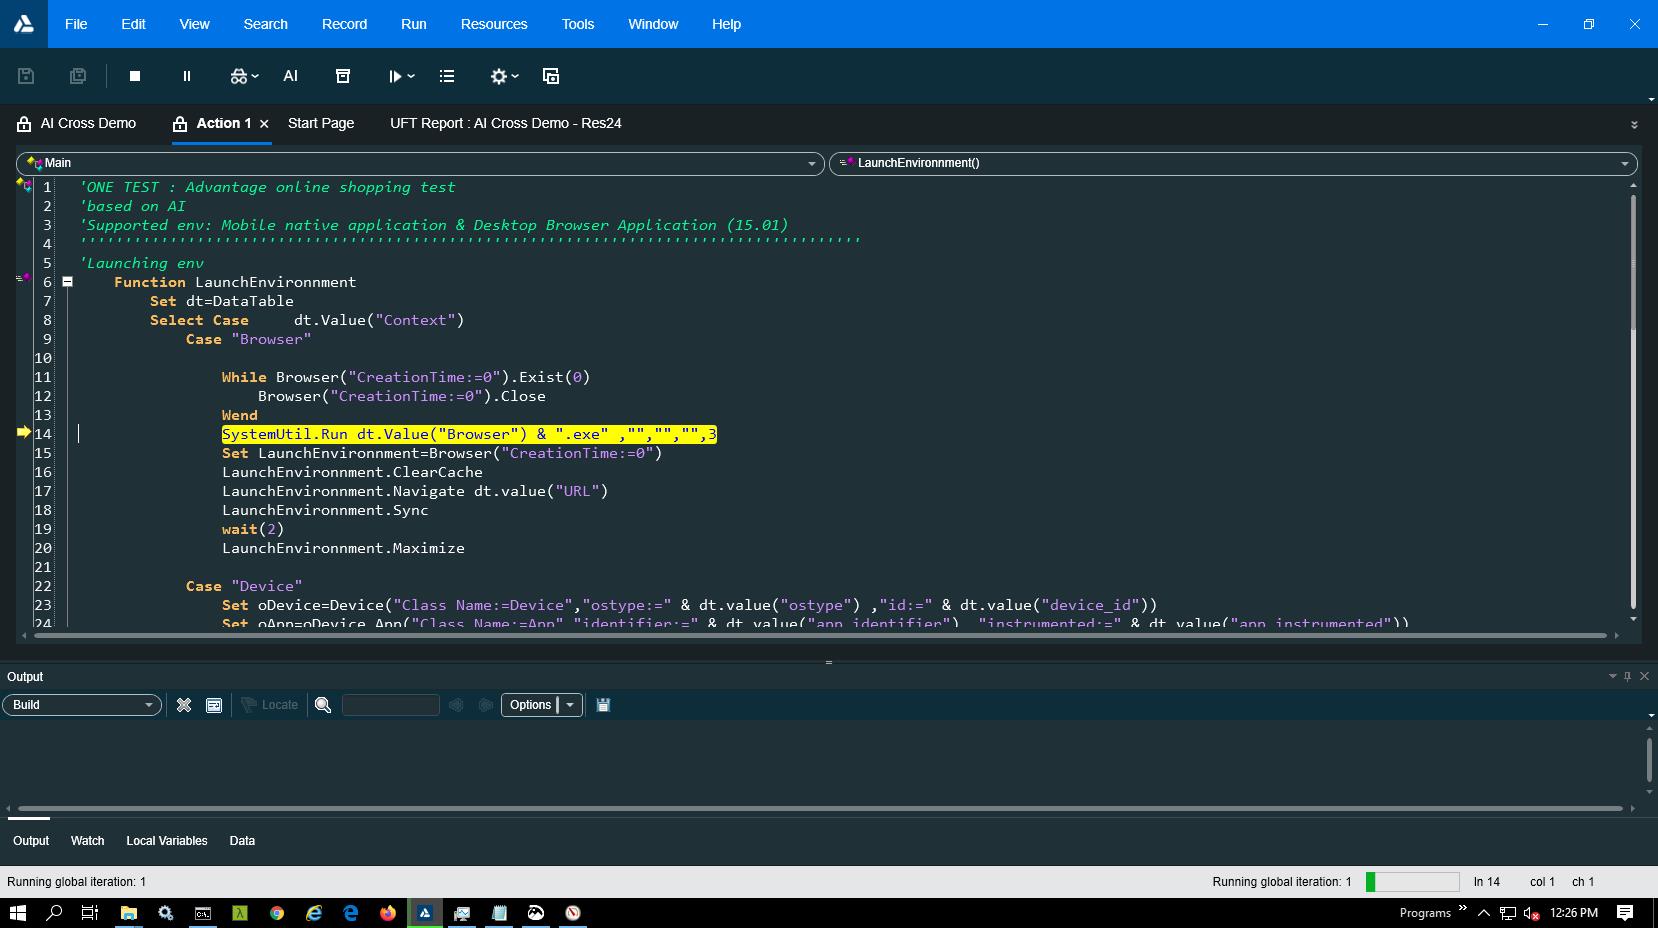 File Edit View Search Record Run Resources Tools Window Help
AI
AI Cross Demo Action 1 Start Page UFT Report : AI Cross Demo - Res24
Main LaunchEnvironnment()
1 'ONE TEST : Advantage online shopping test
2 'based on AI
3 'Supported env: Mobile native application & Desktop Browser Application (15.01)
4 '''''''''''''''''''''''''''''''''''''''''''''''''''''''''''''''''''''''''''''''''''''''
5 'Launching env
6 Function LaunchEnvironnment
7 Set dt=DataTable
8 Select Case dt.Value("Context")
9 Case "Browser"
10
11 While Browser("CreationTime:=0").Exist(0)
12 Browser("CreationTime:=0").Close
13 Wend
14 SystemUtil.Run dt.Value("Browser") & ".exe" ,"","","",3
15 Set LaunchEnvironnment=Browser("CreationTime:=0")
16 LaunchEnvironnment.ClearCache
17 LaunchEnvironnment.Navigate dt.value("URL")
18 LaunchEnvironnment.Sync
19 wait(2)
20 LaunchEnvironnment.Maximize
21
22 Case "Device"
23 Set oDevice=Device("Class Name:=Device","ostype:=" & dt.value("ostype") ,"id:=" & dt.value("device_id"))
24 Set oApp=oDevice.App("Class Name:=App","identifier:=" & dt.value("app_identifier"), "instrumented:=" & dt.value("app_instrumented"))
Output
Build Locate Options
Output Watch Local Variables Data
Running global iteration: 1 Running global iteration: 1 ln 14 col 1 ch 1
Programs 12:26 PM